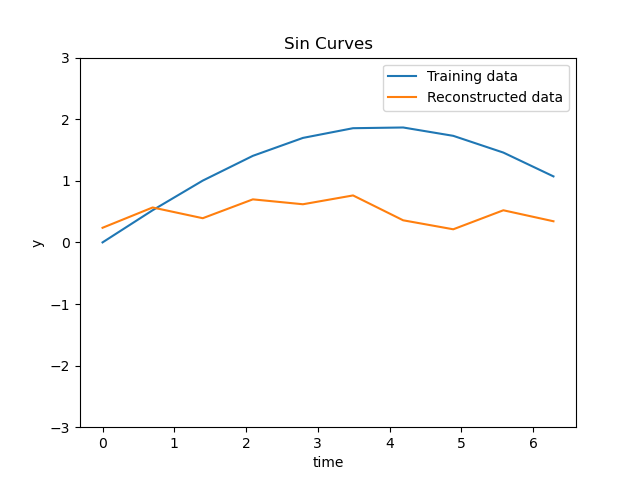 Sin Curves
Training data
Reconstructed data
3
2
1
0
−1
−2
−3
y
0 1 2 3 4 5 6
time